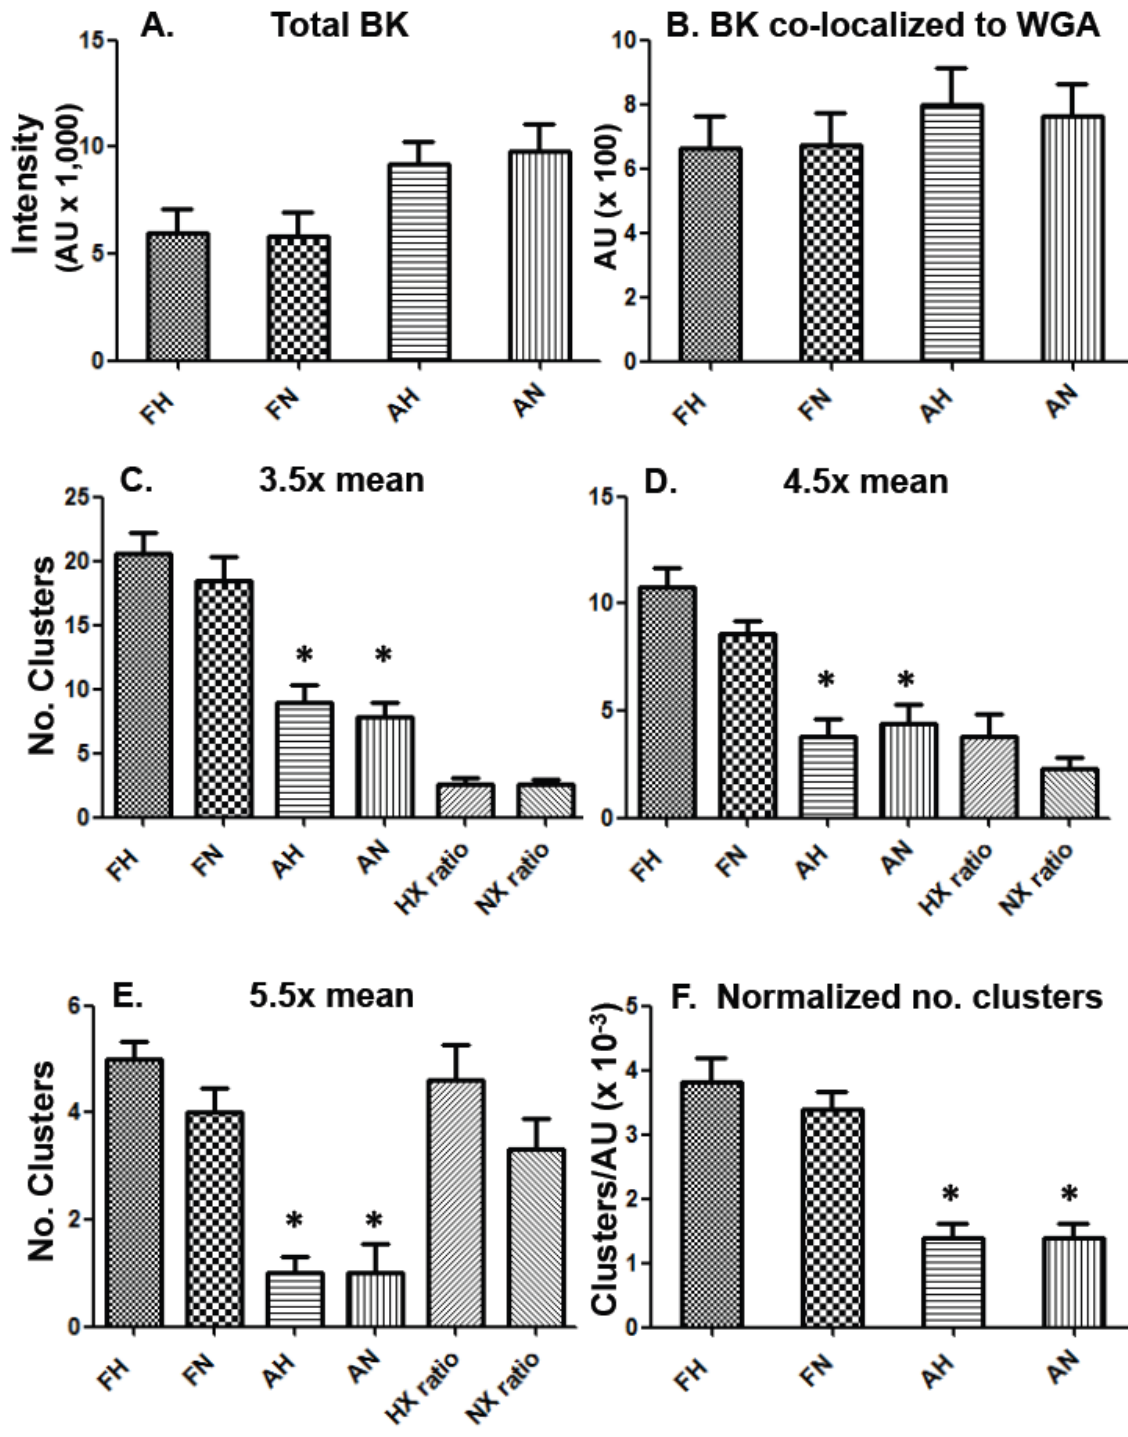 A. Total BK
Intensity
(AU x 1,000)
15
10
5
0
FH FN AH AN
B. BK co-localized to WGA
AU (x 100)
10
8
6
4
2
0
FH FN AH AN
C. 3.5x mean
No. Clusters
25
20
15
10
5
0
* *
FH FN AH AN HX ratio NX ratio
D. 4.5x mean
15
10
5
0
* *
FH FN AH AN HX ratio NX ratio
E. 5.5x mean
No. Clusters
6
4
2
0
* *
FH FN AH AN HX ratio NX ratio
F. Normalized no. clusters
Clusters/AU (x 10⁻³)
5
4
3
2
1
0
* *
FH FN AH AN